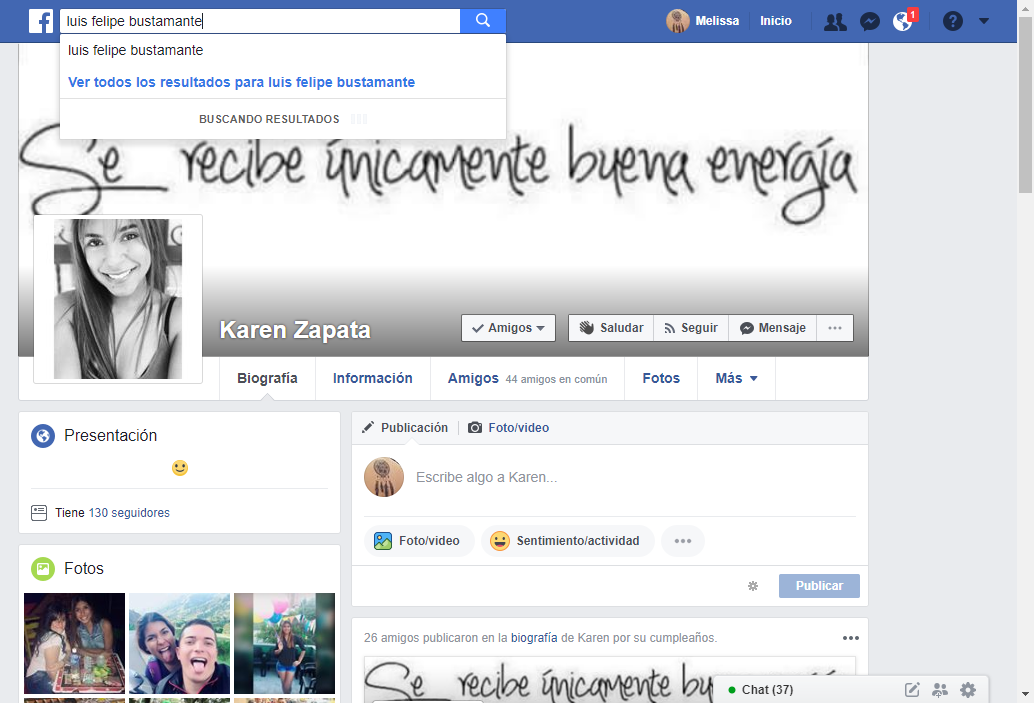 luis felipe bustamante
Melissa
Inicio
1
luis felipe bustamante
Ver todos los resultados para luis felipe bustamante
BUSCANDO RESULTADOS
Se recibe únicamente buena energía
Karen Zapata
Amigos
Saludar
Seguir
Mensaje
Biografía
Información
Amigos 44 amigos en común
Fotos
Más
Presentación
Tiene 130 seguidores
Fotos
Publicación
Foto/video
Escribe algo a Karen...
Foto/video
Sentimiento/actividad
Publicar
26 amigos publicaron en la biografía de Karen por su cumpleaños.
Se recibe únicamente bu
Chat (37)